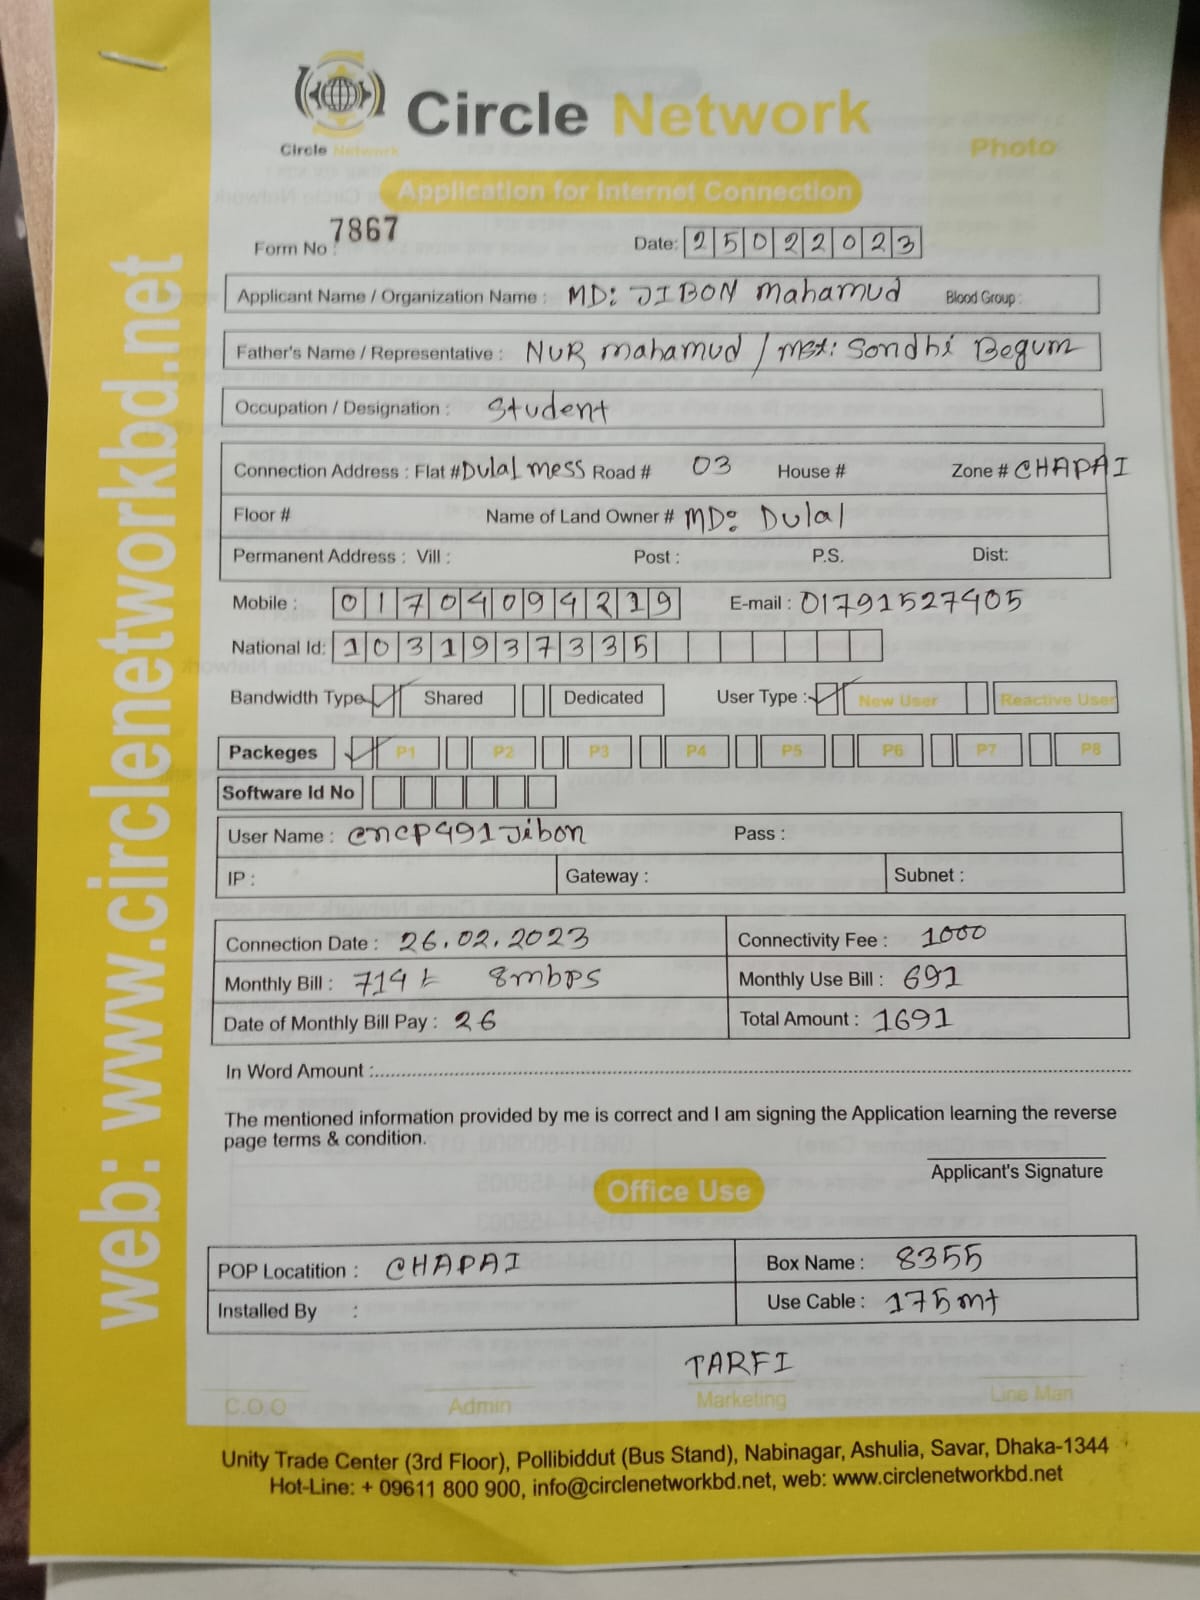 Circle Network
Circle Network
Photo
Application for Internet Connection
Form No : 7867
Date: 25022023
Applicant Name / Organization Name : MD: JIBON Mahamud Blood Group :
Father's Name / Representative : NUR mahamud / Mst: Sondhi Begum
Occupation / Designation : Student
Connection Address : Flat # Dulal mess Road # 03 House # Zone # CHAPAI
Floor # Name of Land Owner # MD: Dulal
Permanent Address : Vill : Post : P.S. Dist:
Mobile : 01704094219 E-mail : 01791527405
National Id: 1031937335
Bandwidth Type Shared Dedicated User Type : New User Reactive User
Packeges P1 P2 P3 P4 P5 P6 P7 P8
Software Id No
User Name : cncp491jibon Pass :
IP : Gateway : Subnet :
Connection Date : 26.02.2023 Connectivity Fee : 1000
Monthly Bill : 714 t 8mbps Monthly Use Bill : 691
Date of Monthly Bill Pay : 26 Total Amount : 1691
In Word Amount :
The mentioned information provided by me is correct and I am signing the Application learning the reverse
page terms & condition.
Applicant's Signature
Office Use
POP Locatition : CHAPAI Box Name : 8355
Installed By : Use Cable : 175mt
TARFI
C.O.O Admin Marketing Line Man
Unity Trade Center (3rd Floor), Pollibiddut (Bus Stand), Nabinagar, Ashulia, Savar, Dhaka-1344
Hot-Line: + 09611 800 900, info@circlenetworkbd.net, web: www.circlenetworkbd.net
web: www.circlenetworkbd.net